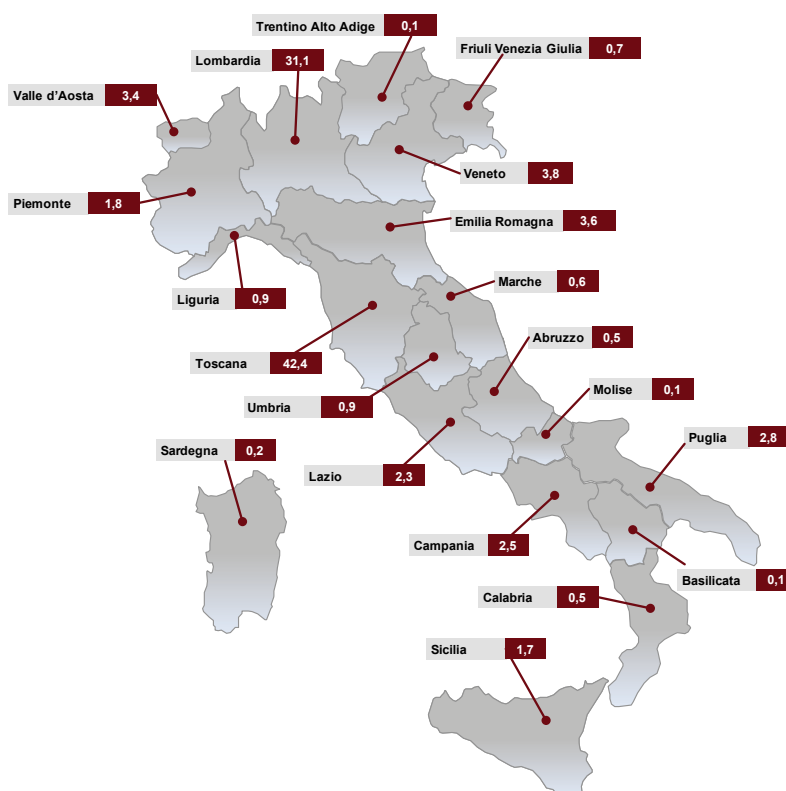 Trentino Alto Adige 0,1
Friuli Venezia Giulia 0,7
Lombardia 31,1
Valle d'Aosta 3,4
Veneto 3,8
Piemonte 1,8
Emilia Romagna 3,6
Marche 0,6
Liguria 0,9
Abruzzo 0,5
Toscana 42,4
Molise 0,1
Umbria 0,9
Puglia 2,8
Sardegna 0,2
Lazio 2,3
Campania 2,5
Basilicata 0,1
Calabria 0,5
Sicilia 1,7